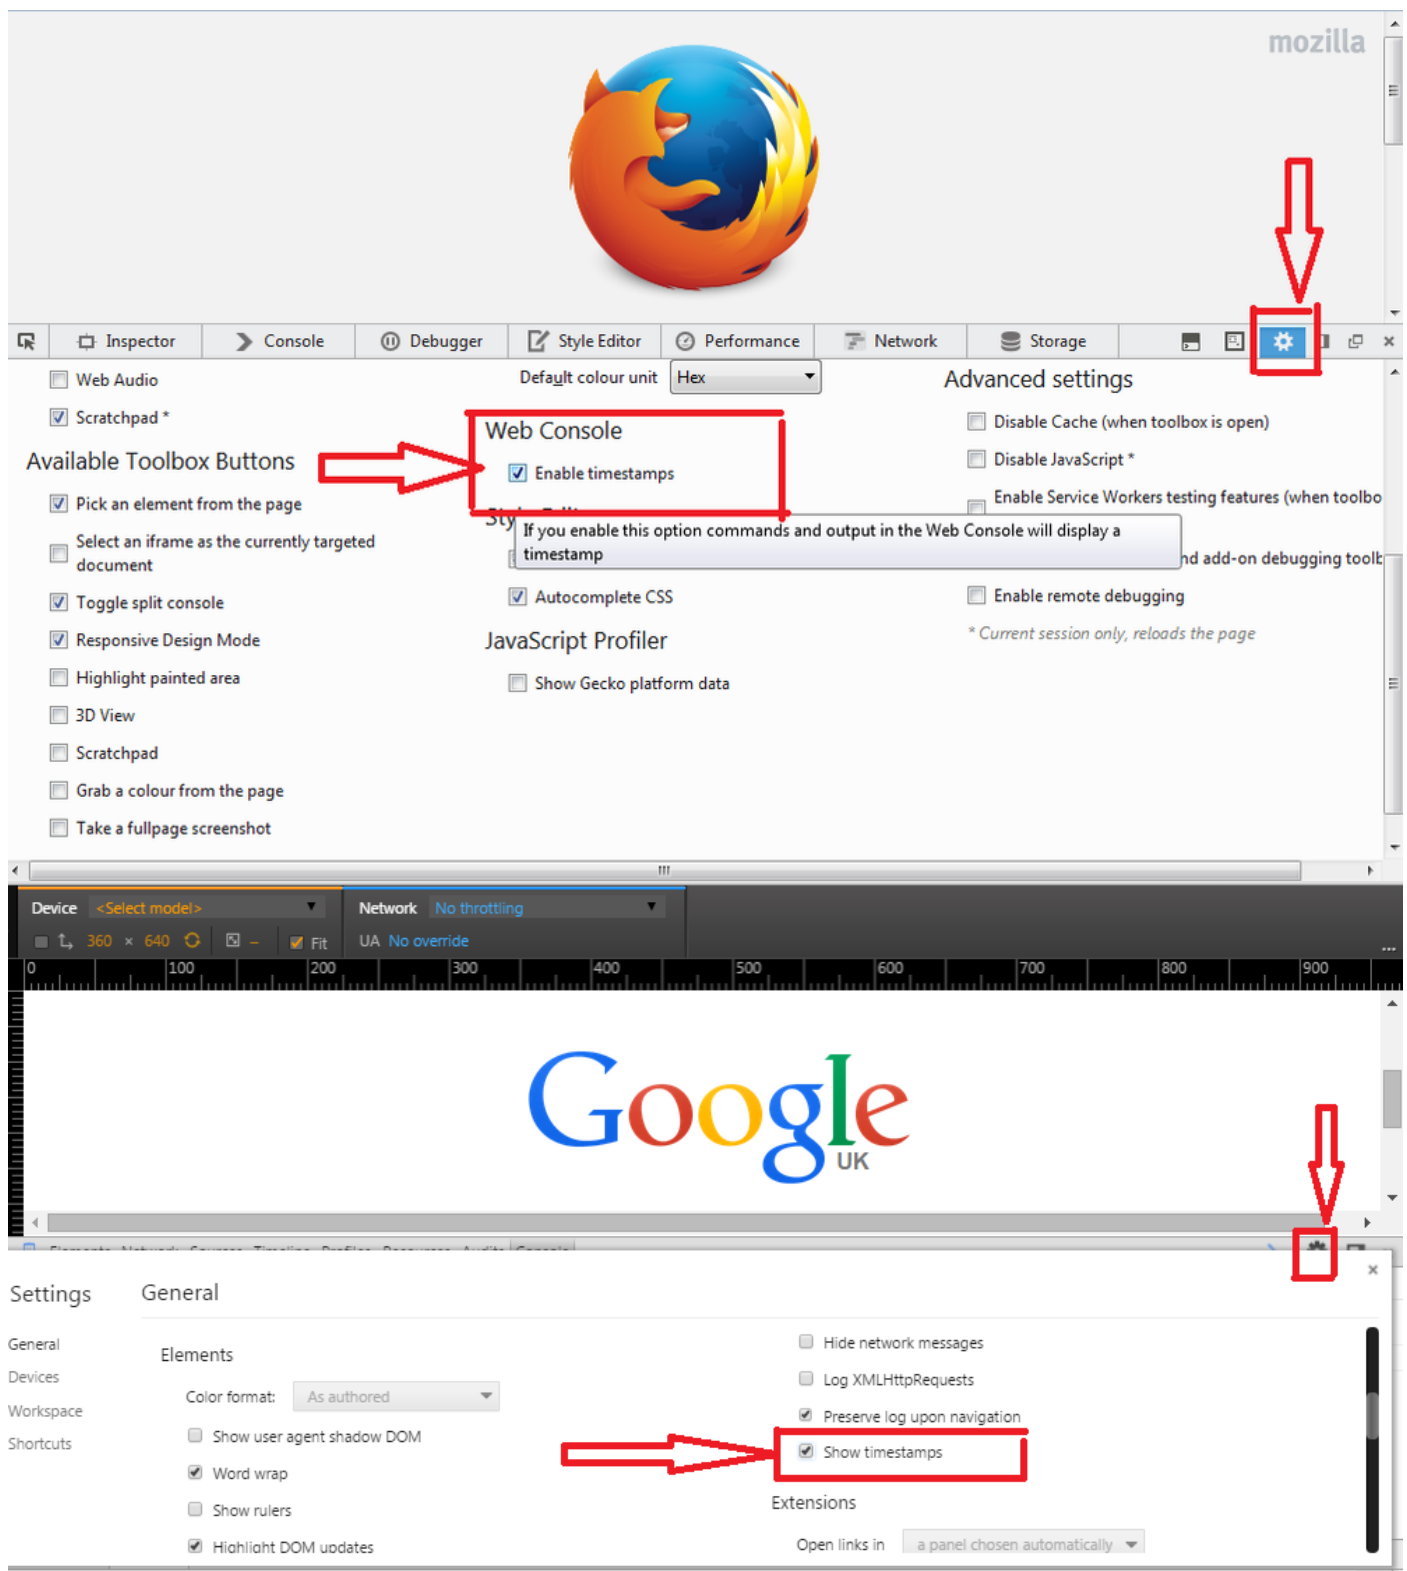 mozilla
Inspector Console Debugger Style Editor Performance Network Storage
Web Audio
Scratchpad *
Available Toolbox Buttons
Pick an element from the page
Select an iframe as the currently targeted
document
Toggle split console
Responsive Design Mode
Highlight painted area
3D View
Scratchpad
Grab a colour from the page
Take a fullpage screenshot
Default colour unit Hex
Web Console
Enable timestamps
If you enable this option commands and output in the Web Console will display a
timestamp
Autocomplete CSS
JavaScript Profiler
Show Gecko platform data
Advanced settings
Disable Cache (when toolbox is open)
Disable JavaScript *
Enable Service Workers testing features (when toolbo
nd add-on debugging toolb
Enable remote debugging
* Current session only, reloads the page
Device <Select model> Network No throttling
360 × 640 Fit UA No override
...
0 100 200 300 400 500 600 700 800 900
Google
UK
Elements Network Sources Timeline Profiles Resources Audits Console
Settings
General
Devices
Workspace
Shortcuts
General
Elements
Color format: As authored
Show user agent shadow DOM
Word wrap
Show rulers
Highlight DOM updates
Hide network messages
Log XMLHttpRequests
Preserve log upon navigation
Show timestamps
Extensions
Open links in a panel chosen automatically